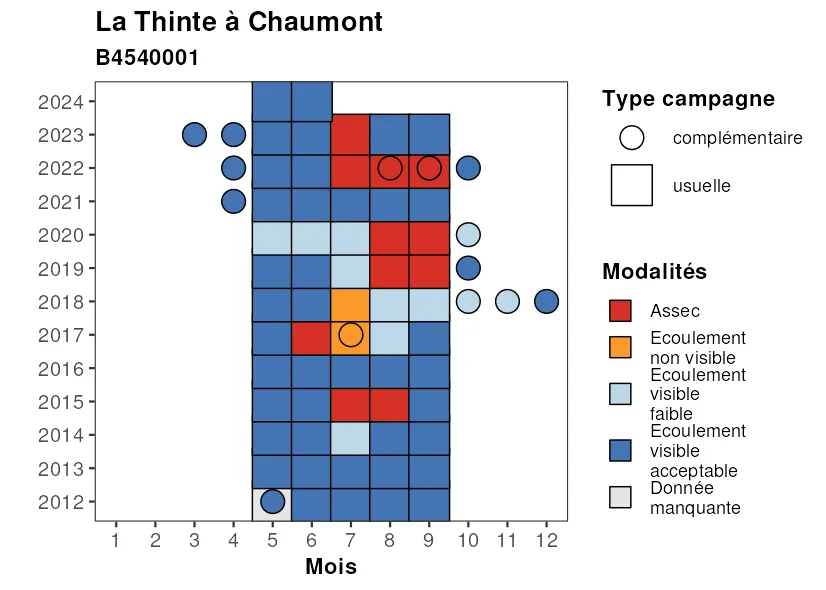 La Thinte à Chaumont
B4540001
2024
2023
2022
2021
2020
2019
2018
2017
2016
2015
2014
2013
2012
1 2 3 4 5 6 7 8 9 10 11 12
Mois
Type campagne
complémentaire
usuelle
Modalités
Assec
Ecoulement
non visible
Ecoulement
visible
faible
Ecoulement
visible
acceptable
Donnée
manquante